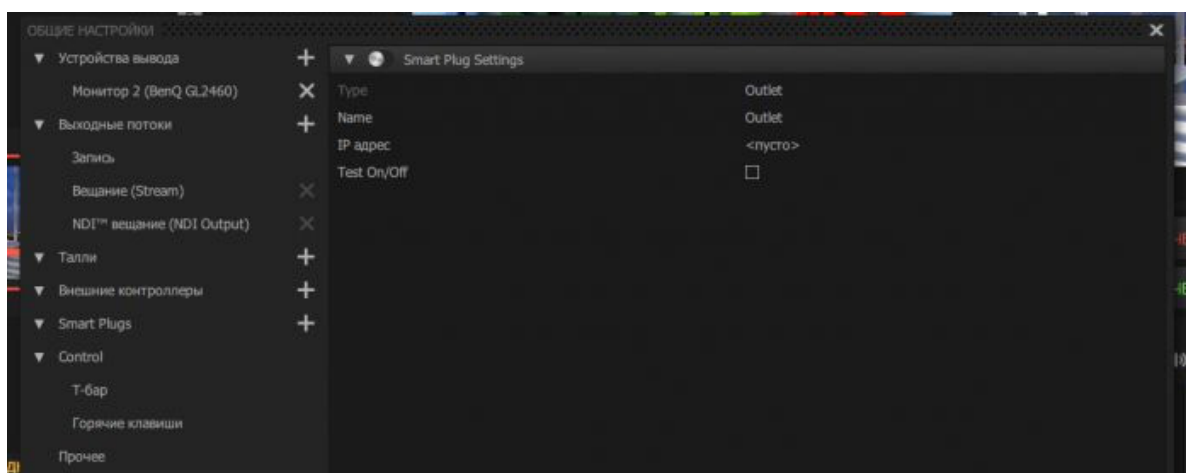 ОБЩИЕ НАСТРОЙКИ
Устройства вывода
Монитор 2 (BenQ GL2460)
Выходные потоки
Запись
Вещание (Stream)
NDI™ вещание (NDI Output)
Талли
Внешние контроллеры
Smart Plugs
Control
Т-бар
Горячие клавиши
Прочее
Smart Plug Settings
Type Outlet
Name Outlet
IP адрес <пусто>
Test On/Off